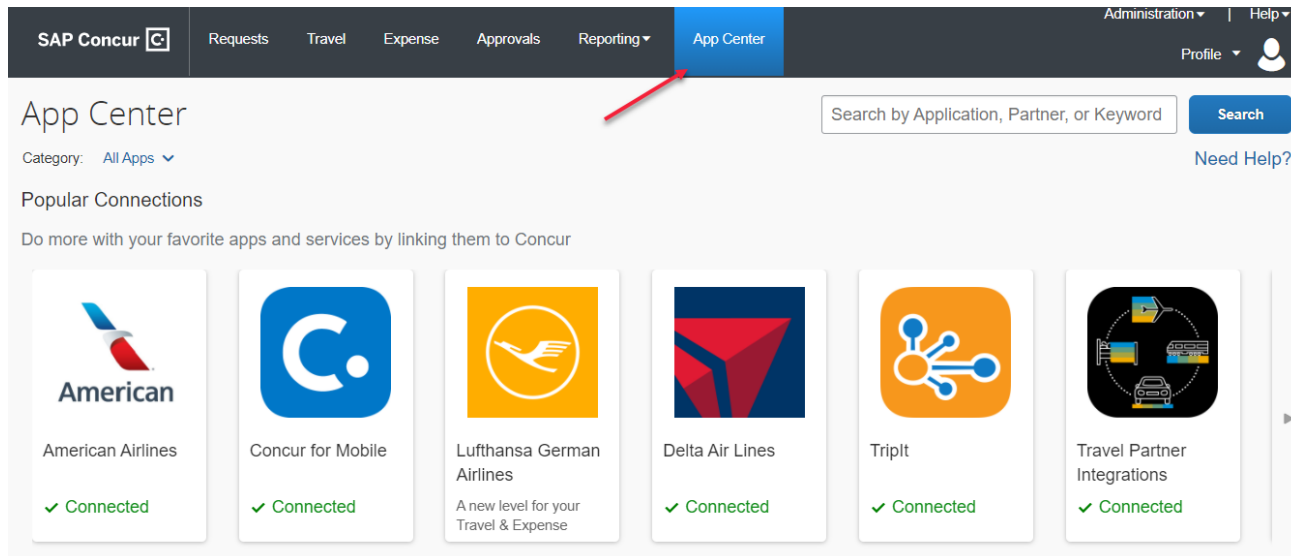 Administration | Help
SAP Concur C Requests Travel Expense Approvals Reporting App Center
Profile
App Center
Search by Application, Partner, or Keyword Search
Category: All Apps
Need Help?
Popular Connections
Do more with your favorite apps and services by linking them to Concur
American
C.
American Airlines
Connected
Concur for Mobile
Connected
Lufthansa German
Airlines
A new level for your
Travel & Expense
Delta Air Lines
Connected
TripIt
Connected
Travel Partner
Integrations
Connected